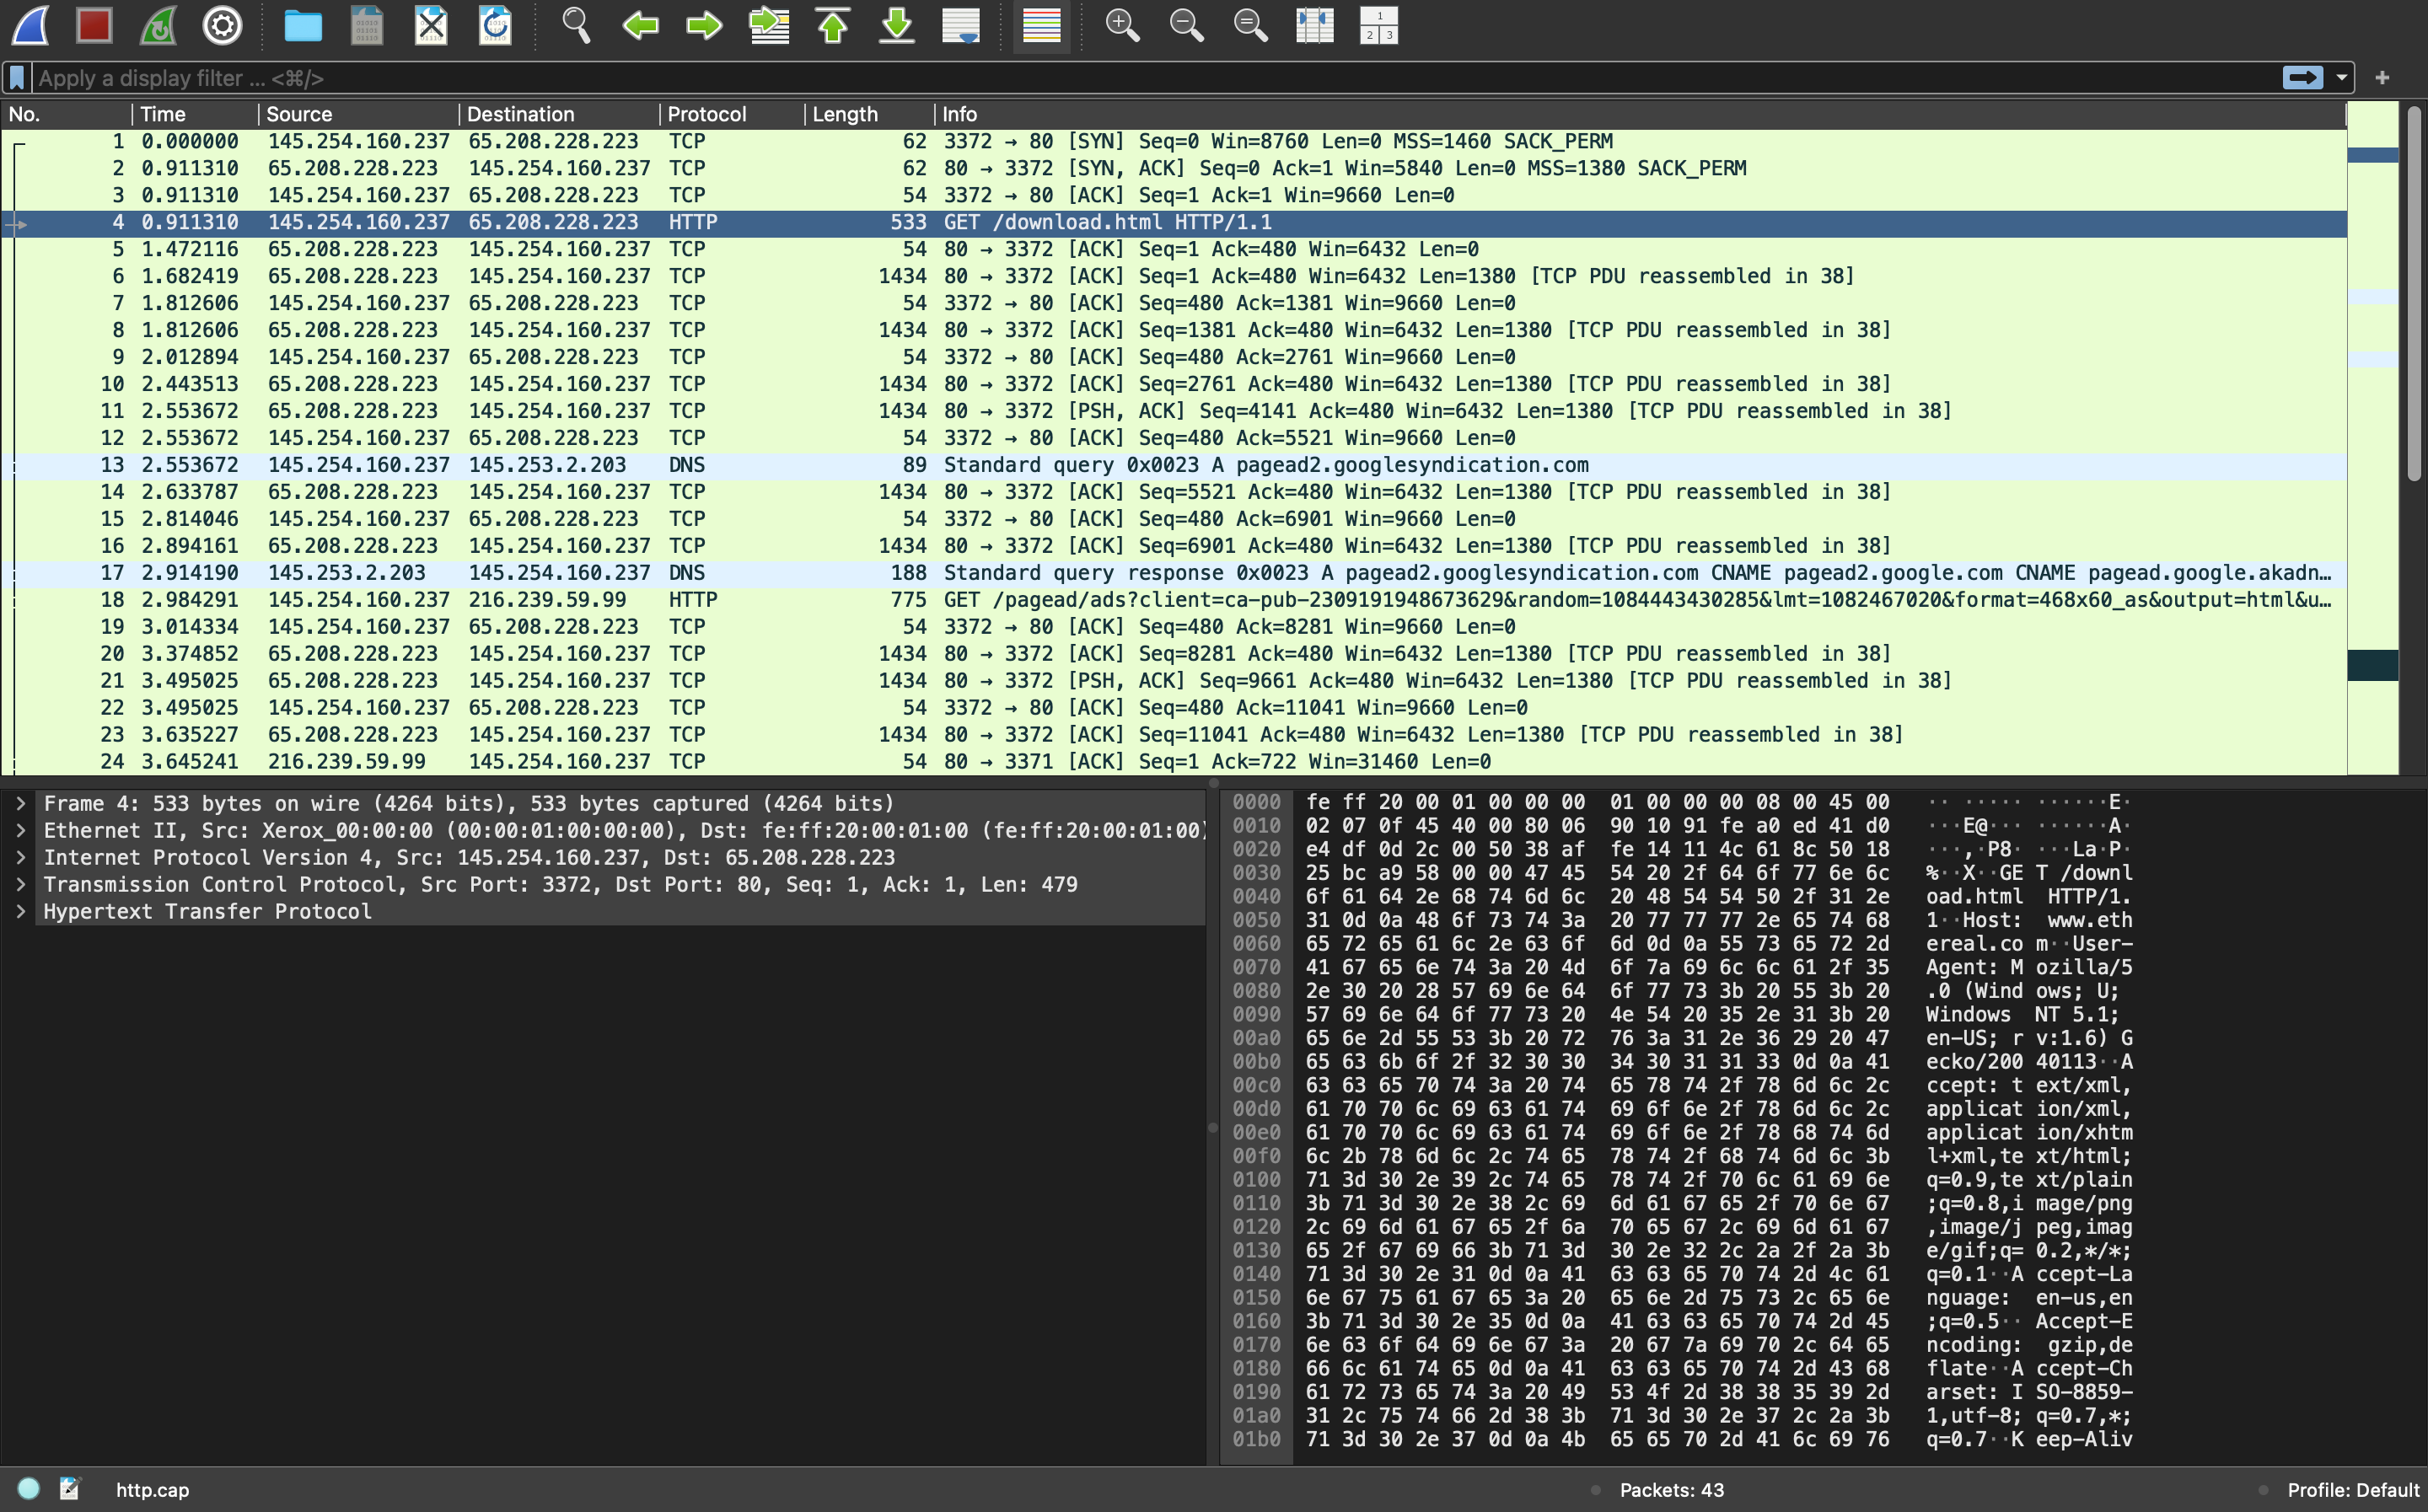 Apply a display filter ... <⌘/>
No. Time Source Destination Protocol Length Info
1 0.000000 145.254.160.237 65.208.228.223 TCP 62 3372 → 80 [SYN] Seq=0 Win=8760 Len=0 MSS=1460 SACK_PERM
2 0.911310 65.208.228.223 145.254.160.237 TCP 62 80 → 3372 [SYN, ACK] Seq=0 Ack=1 Win=5840 Len=0 MSS=1380 SACK_PERM
3 0.911310 145.254.160.237 65.208.228.223 TCP 54 3372 → 80 [ACK] Seq=1 Ack=1 Win=9660 Len=0
4 0.911310 145.254.160.237 65.208.228.223 HTTP 533 GET /download.html HTTP/1.1
5 1.472116 65.208.228.223 145.254.160.237 TCP 54 80 → 3372 [ACK] Seq=1 Ack=480 Win=6432 Len=0
6 1.682419 65.208.228.223 145.254.160.237 TCP 1434 80 → 3372 [ACK] Seq=1 Ack=480 Win=6432 Len=1380 [TCP PDU reassembled in 38]
7 1.812606 145.254.160.237 65.208.228.223 TCP 54 3372 → 80 [ACK] Seq=480 Ack=1381 Win=9660 Len=0
8 1.812606 65.208.228.223 145.254.160.237 TCP 1434 80 → 3372 [ACK] Seq=1381 Ack=480 Win=6432 Len=1380 [TCP PDU reassembled in 38]
9 2.012894 145.254.160.237 65.208.228.223 TCP 54 3372 → 80 [ACK] Seq=480 Ack=2761 Win=9660 Len=0
10 2.443513 65.208.228.223 145.254.160.237 TCP 1434 80 → 3372 [ACK] Seq=2761 Ack=480 Win=6432 Len=1380 [TCP PDU reassembled in 38]
11 2.553672 65.208.228.223 145.254.160.237 TCP 1434 80 → 3372 [PSH, ACK] Seq=4141 Ack=480 Win=6432 Len=1380 [TCP PDU reassembled in 38]
12 2.553672 145.254.160.237 65.208.228.223 TCP 54 3372 → 80 [ACK] Seq=480 Ack=5521 Win=9660 Len=0
13 2.553672 145.254.160.237 145.253.2.203 DNS 89 Standard query 0x0023 A pagead2.googlesyndication.com
14 2.633787 65.208.228.223 145.254.160.237 TCP 1434 80 → 3372 [ACK] Seq=5521 Ack=480 Win=6432 Len=1380 [TCP PDU reassembled in 38]
15 2.814046 145.254.160.237 65.208.228.223 TCP 54 3372 → 80 [ACK] Seq=480 Ack=6901 Win=9660 Len=0
16 2.894161 65.208.228.223 145.254.160.237 TCP 1434 80 → 3372 [ACK] Seq=6901 Ack=480 Win=6432 Len=1380 [TCP PDU reassembled in 38]
17 2.914190 145.253.2.203 145.254.160.237 DNS 188 Standard query response 0x0023 A pagead2.googlesyndication.com CNAME pagead2.google.com CNAME pagead.google.akadn…
18 2.984291 145.254.160.237 216.239.59.99 HTTP 775 GET /pagead/ads?client=ca-pub-2309191948673629&random=1084443430285&lmt=1082467020&format=468x60_as&output=html&u…
19 3.014334 145.254.160.237 65.208.228.223 TCP 54 3372 → 80 [ACK] Seq=480 Ack=8281 Win=9660 Len=0
20 3.374852 65.208.228.223 145.254.160.237 TCP 1434 80 → 3372 [ACK] Seq=8281 Ack=480 Win=6432 Len=1380 [TCP PDU reassembled in 38]
21 3.495025 65.208.228.223 145.254.160.237 TCP 1434 80 → 3372 [PSH, ACK] Seq=9661 Ack=480 Win=6432 Len=1380 [TCP PDU reassembled in 38]
22 3.495025 145.254.160.237 65.208.228.223 TCP 54 3372 → 80 [ACK] Seq=480 Ack=11041 Win=9660 Len=0
23 3.635227 65.208.228.223 145.254.160.237 TCP 1434 80 → 3372 [ACK] Seq=11041 Ack=480 Win=6432 Len=1380 [TCP PDU reassembled in 38]
24 3.645241 216.239.59.99 145.254.160.237 TCP 54 80 → 3371 [ACK] Seq=1 Ack=722 Win=31460 Len=0
Frame 4: 533 bytes on wire (4264 bits), 533 bytes captured (4264 bits)
Ethernet II, Src: Xerox_00:00:00 (00:00:01:00:00:00), Dst: fe:ff:20:00:01:00 (fe:ff:20:00:01:00)
Internet Protocol Version 4, Src: 145.254.160.237, Dst: 65.208.228.223
Transmission Control Protocol, Src Port: 3372, Dst Port: 80, Seq: 1, Ack: 1, Len: 479
Hypertext Transfer Protocol
0000 fe ff 20 00 01 00 00 00 01 00 00 00 08 00 45 00 ·· ····· ······E·
0010 02 07 0f 45 40 00 80 06 90 10 91 fe a0 ed 41 d0 ···E@··· ······A·
0020 e4 df 0d 2c 00 50 38 af fe 14 11 4c 61 8c 50 18 ···,·P8· ···La·P·
0030 25 bc a9 58 00 00 47 45 54 20 2f 64 6f 77 6e 6c %··X··GE T /downl
0040 6f 61 64 2e 68 74 6d 6c 20 48 54 54 50 2f 31 2e oad.html HTTP/1.
0050 31 0d 0a 48 6f 73 74 3a 20 77 77 77 2e 65 74 68 1··Host: www.eth
0060 65 72 65 61 6c 2e 63 6f 6d 0d 0a 55 73 65 72 2d ereal.co m··User-
0070 41 67 65 6e 74 3a 20 4d 6f 7a 69 6c 6c 61 2f 35 Agent: M ozilla/5
0080 2e 30 20 28 57 69 6e 64 6f 77 73 3b 20 55 3b 20 .0 (Wind ows; U;
0090 57 69 6e 64 6f 77 73 20 4e 54 20 35 2e 31 3b 20 Windows NT 5.1;
00a0 65 6e 2d 55 53 3b 20 72 76 3a 31 2e 36 29 20 47 en-US; r v:1.6) G
00b0 65 63 6b 6f 2f 32 30 30 34 30 31 31 33 0d 0a 41 ecko/200 40113··A
00c0 63 63 65 70 74 3a 20 74 65 78 74 2f 78 6d 6c 2c ccept: t ext/xml,
00d0 61 70 70 6c 69 63 61 74 69 6f 6e 2f 78 6d 6c 2c applicat ion/xml,
00e0 61 70 70 6c 69 63 61 74 69 6f 6e 2f 78 68 74 6d applicat ion/xhtm
00f0 6c 2b 78 6d 6c 2c 74 65 78 74 2f 68 74 6d 6c 3b l+xml,te xt/html;
0100 71 3d 30 2e 39 2c 74 65 78 74 2f 70 6c 61 69 6e q=0.9,te xt/plain
0110 3b 71 3d 30 2e 38 2c 69 6d 61 67 65 2f 70 6e 67 ;q=0.8,i mage/png
0120 2c 69 6d 61 67 65 2f 6a 70 65 67 2c 69 6d 61 67 ,image/j peg,imag
0130 65 2f 67 69 66 3b 71 3d 30 2e 32 2c 2a 2f 2a 3b e/gif;q= 0.2,*/*;
0140 71 3d 30 2e 31 0d 0a 41 63 63 65 70 74 2d 4c 61 q=0.1··A ccept-La
0150 6e 67 75 61 67 65 3a 20 65 6e 2d 75 73 2c 65 6e nguage: en-us,en
0160 3b 71 3d 30 2e 35 0d 0a 41 63 63 65 70 74 2d 45 ;q=0.5·· Accept-E
0170 6e 63 6f 64 69 6e 67 3a 20 67 7a 69 70 2c 64 65 ncoding: gzip,de
0180 66 6c 61 74 65 0d 0a 41 63 63 65 70 74 2d 43 68 flate··A ccept-Ch
0190 61 72 73 65 74 3a 20 49 53 4f 2d 38 38 35 39 2d arset: I SO-8859-
01a0 31 2c 75 74 66 2d 38 3b 71 3d 30 2e 37 2c 2a 3b 1,utf-8; q=0.7,*;
01b0 71 3d 30 2e 37 0d 0a 4b 65 65 70 2d 41 6c 69 76 q=0.7··K eep-Aliv
http.cap Packets: 43 Profile: Default